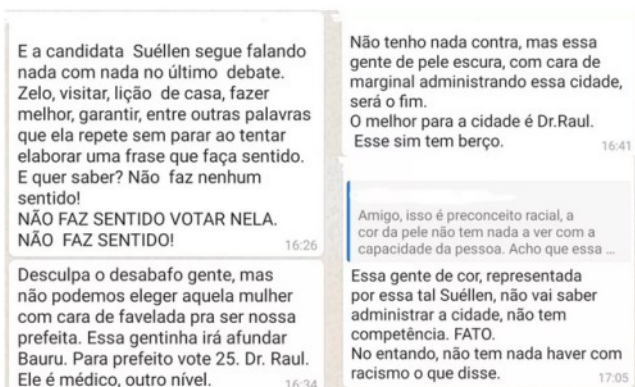 E a candidata Suéllen segue falando
nada com nada no último debate.
Zelo, visitar, lição de casa, fazer
melhor, garantir, entre outras palavras
que ela repete sem parar ao tentar
elaborar uma frase que faça sentido.
E quer saber? Não faz nenhum
sentido!
NÃO FAZ SENTIDO VOTAR NELA.
NÃO FAZ SENTIDO!
16:26
Desculpa o desabafo gente, mas
não podemos eleger aquela mulher
com cara de favelada pra ser nossa
prefeita. Essa gentinha irá afundar
Bauru. Para prefeito vote 25. Dr. Raul.
Ele é médico, outro nível.
16:34
Não tenho nada contra, mas essa
gente de pele escura, com cara de
marginal administrando essa cidade,
será o fim.
O melhor para a cidade é Dr.Raul.
Esse sim tem berço.
16:41
Amigo, isso é preconceito racial, a
cor da pele não tem nada a ver com a
capacidade da pessoa. Acho que essa ...
Essa gente de cor, representada
por essa tal Suéllen, não vai saber
administrar a cidade, não tem
competência. FATO.
No entando, não tem nada haver com
racismo o que disse.
17:05